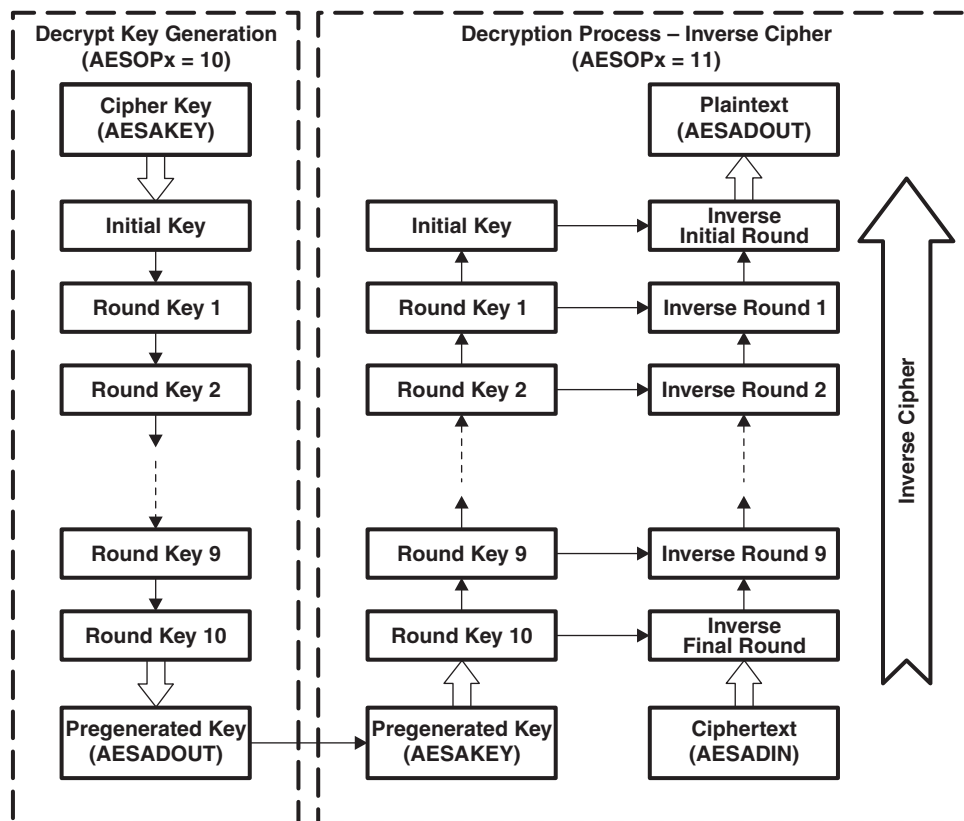 Decrypt Key Generation
(AESOPx = 10)
Cipher Key
(AESAKEY)
Initial Key
Round Key 1
Round Key 2
Round Key 9
Round Key 10
Pregenerated Key
(AESADOUT)
Decryption Process – Inverse Cipher
(AESOPx = 11)
Initial Key
Round Key 1
Round Key 2
Round Key 9
Round Key 10
Pregenerated Key
(AESAKEY)
Plaintext
(AESADOUT)
Inverse
Initial Round
Inverse Round 1
Inverse Round 2
Inverse Round 9
Inverse
Final Round
Ciphertext
(AESADIN)
Inverse Cipher